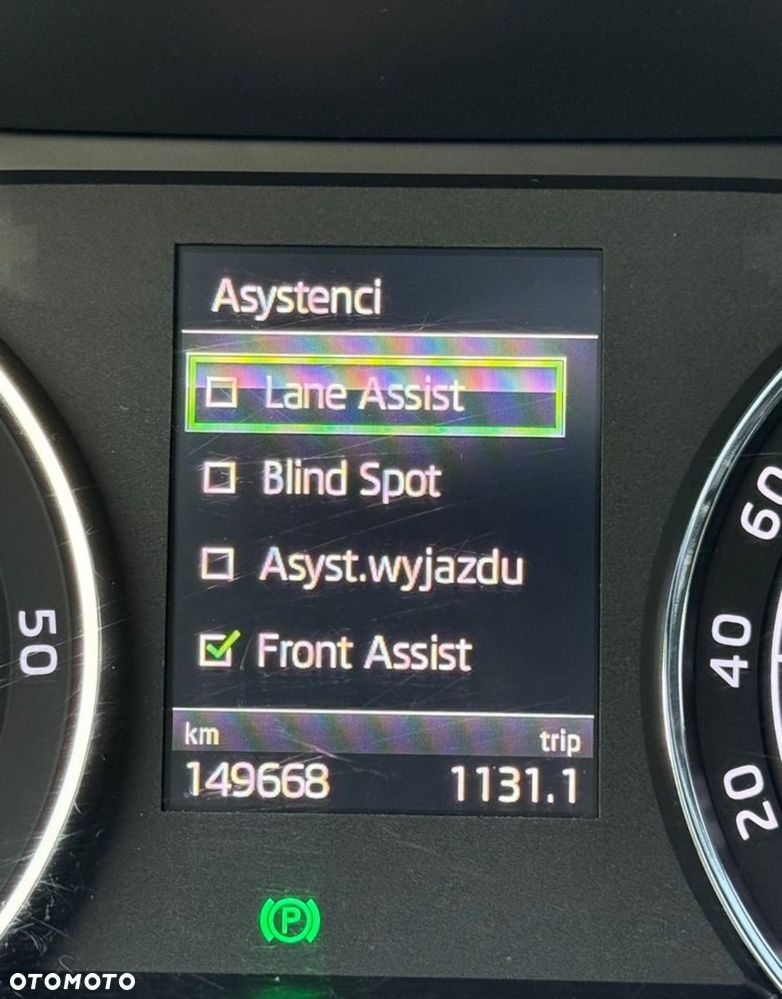 Asystenci
Lane Assist
Blind Spot
Asyst.wyjazdu
Front Assist
km trip
149668 1131.1
50
60
40
20
P
OTOMOTO